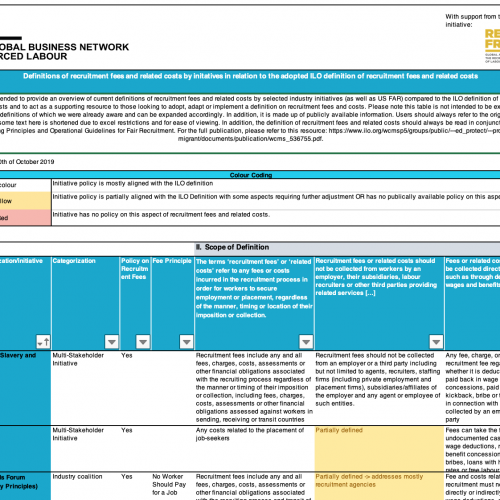 With support from t
initiative:
OBAL BUSINESS NETWORK
RCED LABOUR
RE
FR
Definitions of recruitment fees and related costs by initatives in relation to the adopted ILO definition of recruitment fees and related costs
ended to provide an overview of current definitions of recruitment fees and related costs by selected industry initiatives (as well as US FAR) compared to the ILO definition of
sts and to act as a supporting resource to those looking to adopt, adapt or implement a definition on recruitment fees and costs. Please note this table is not intended to be ex
definitions of which we were already aware and can be expanded accordingly. In addition, it is made up of publicly available information. Users should always refer to the orig
some text here is shortened due to excel restrictions and for ease of viewing. In addition, the definition of recruitment fees and related costs should always be read in conjunct
ng Principles and Operational Guidelines for Fair Recruitment. For the full publication, please refer to this resource: https://www.ilo.org/wcmsp5/groups/public/---ed_protect/---pr
migrant/documents/publication/wcms_536755.pdf.
0th of October 2019
Colour Coding
colour
Initiative policy is mostly aligned with the ILO definition
llow
Initiative policy is partially aligned with the ILO Definition with some aspects requiring further adjustment OR has no publically available policy on this aspe
ed
Initiative has no policy on this aspect of recruitment fees and related costs.
II. Scope of Definition
cation/Initiative
Categorization
Policy on
Recruitm
ent Fees
Fee Principle
The terms 'recruitment fees' or 'related
costs' refer to any fees or costs
incurred in the recruitment process in
order for workers to secure
employment or placement, regardless
of the manner, timing or location of their
imposition or collection.
Recruitment fees or related costs should
not be collected from workers by an
employer, their subsidiaries, labour
recruiters or other third parties providing
related services [...]
Fees or related cos
be collected direct
such as through de
wages and benefits
Slavery and
Multi-Stakeholder
Initiative
Yes
Recruitment fees include any and all
fees, charges, costs, assessments or
other financial obligations associated
with the recruiting process regardless of
the manner or timing of their imposition
or collection, including fees, charges,
costs, assessments or other financial
obligations assessed against workers in
sending, receiving or transit countries
Recruitment fees should not be collected
from an employer or a third party including
but not limited to agents, recruiters, staffing
firms (including private employment and
placement firms), subsidiaries/affiliates of
the employer and any agent or employee of
such entities.
Any fee, charge, or
recruitment fee rega
whether it is deduc
paid back in wage
concessions, paid
kickback, bribe or t
in connection with
collected by an emp
party
Multi-Stakeholder
Initiative
Yes
Any costs related to the placement of
job-seekers
Partially defined
Fees can take the f
undocumented cas
wage deductions, r
benefit concession
bribes, loans with f
rates or free labour
s Forum
y Principles)
Industry coalition
Yes
No Worker
Should Pay
for a Job
Recruitment fees include any and all
fees, charges, costs, assessments or
other financial obligations associated
Partially defined -> addresses mostly
recruitment agencies
Fee and costs relat
recruitment must n
directly or indirectl